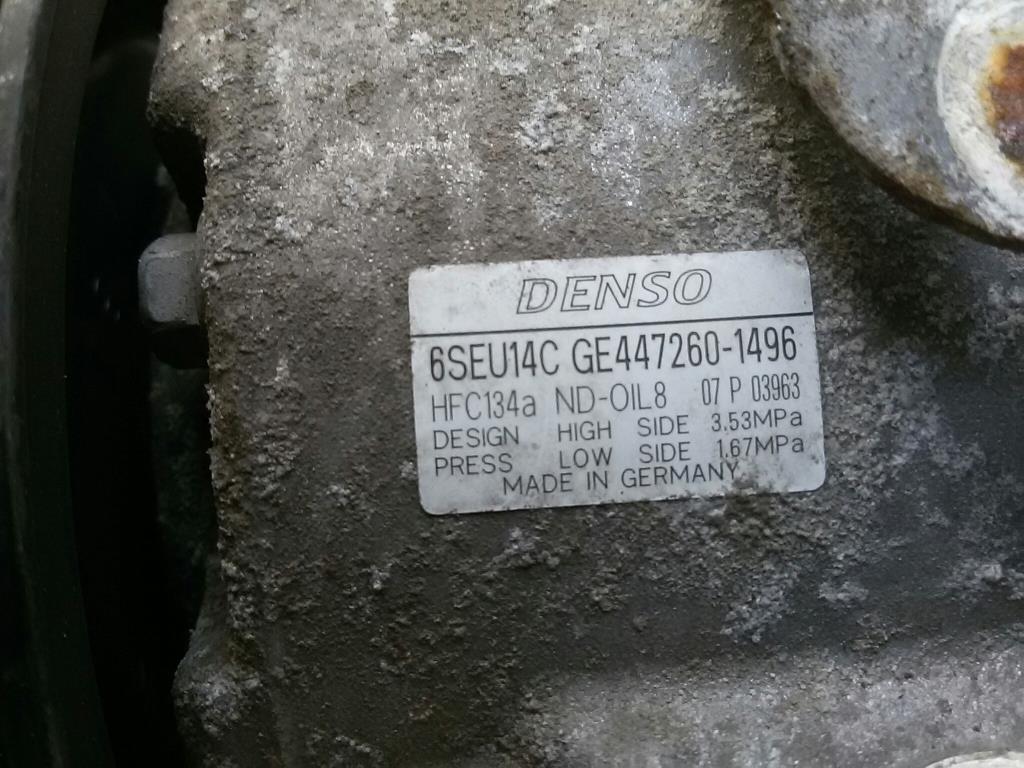 DENSO
6SEU14C GE447260-1496
HFC134a ND-OIL8 07 P 03963
DESIGN HIGH SIDE 3.53MPa
PRESS LOW SIDE 1.67MPa
MADE IN GERMANY